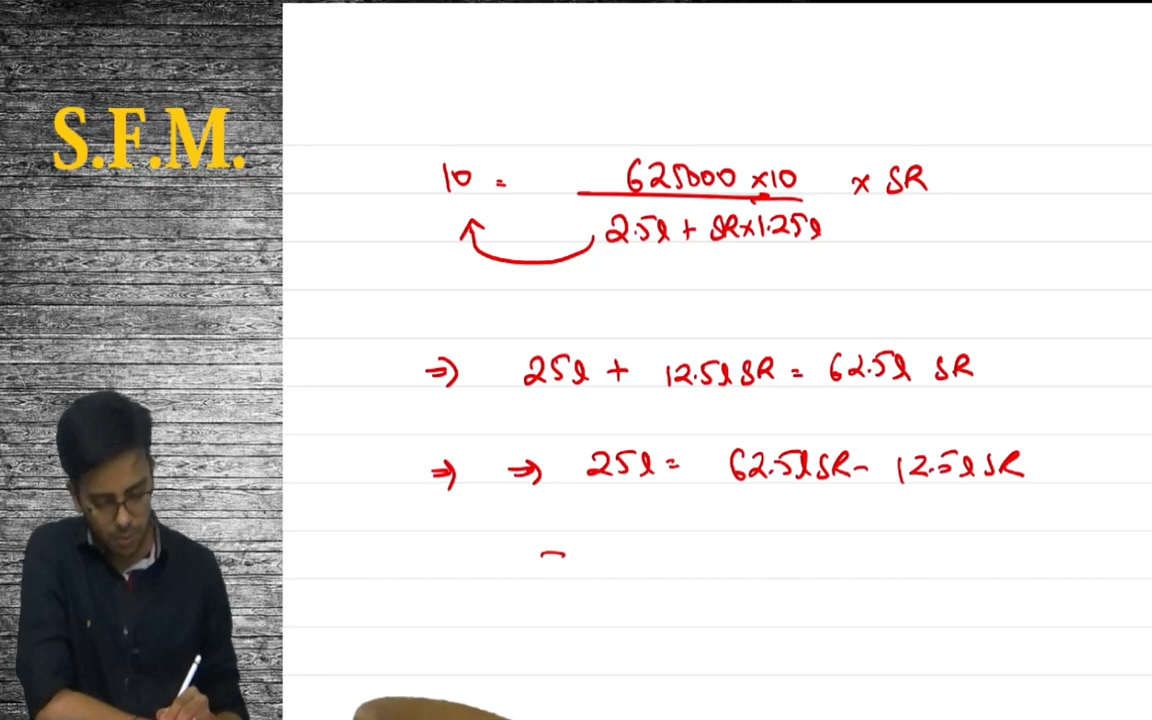 S.F.M.
10 = 625000 × 10 × SR
2.5l + SR×1.25l
⇒ 25l + 12.5l SR = 62.5l SR
⇒ ⇒ 25l = 62.5l SR - 12.5l SR